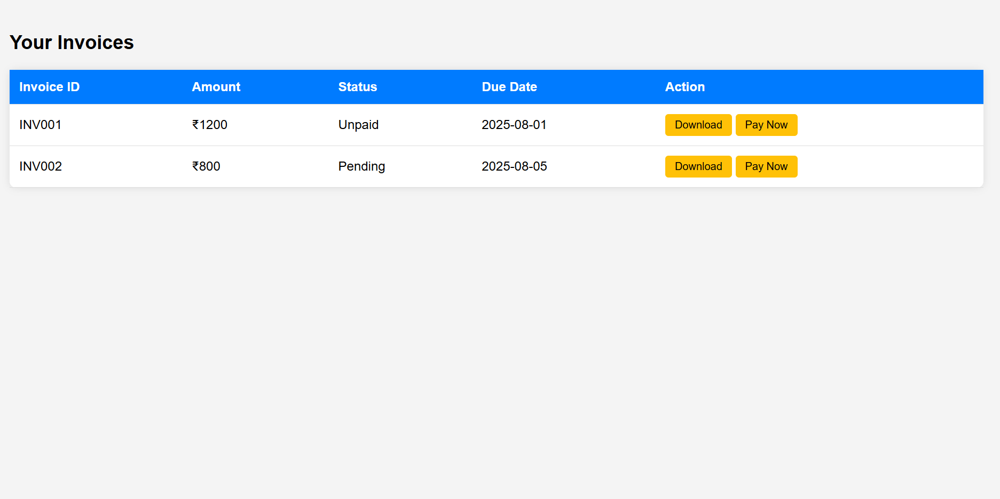 Your Invoices
Invoice ID Amount Status Due Date Action
INV001 ₹1200 Unpaid 2025-08-01 Download Pay Now
INV002 ₹800 Pending 2025-08-05 Download Pay Now